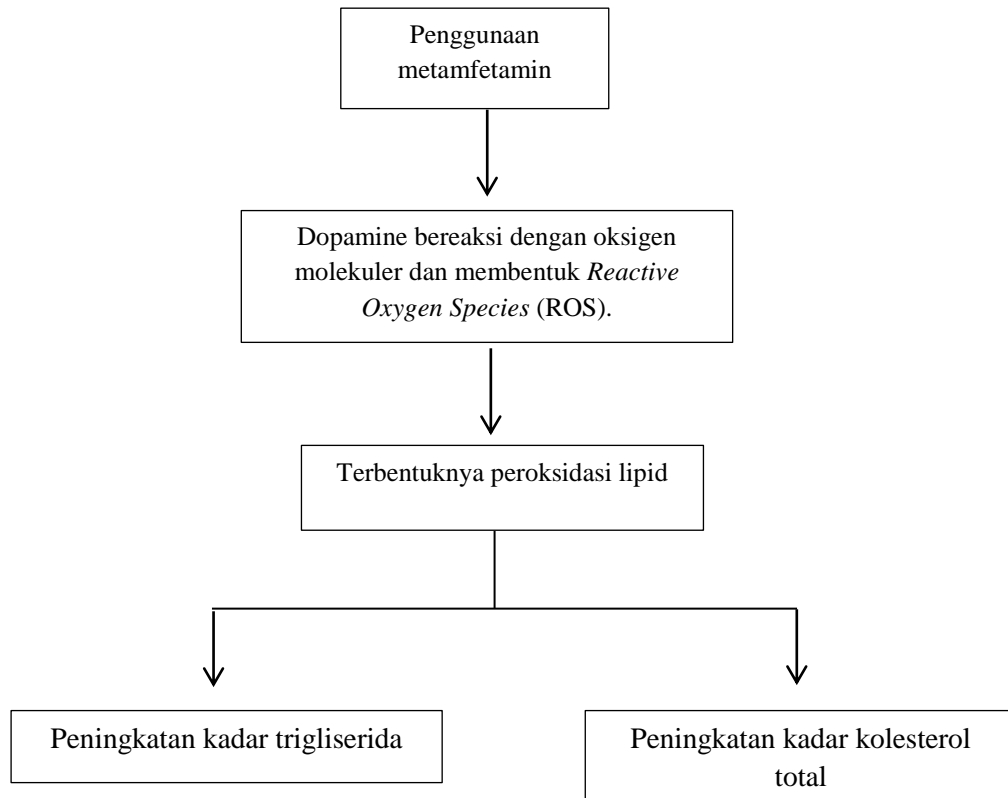 Penggunaan
metamfetamin
Dopamine bereaksi dengan oksigen
molekuler dan membentuk Reactive
Oxygen Species (ROS).
Terbentuknya peroksidasi lipid
Peningkatan kadar trigliserida
Peningkatan kadar kolesterol
total